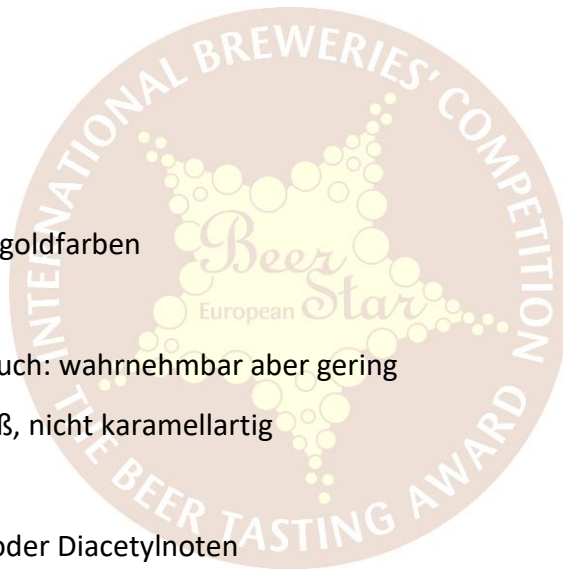 INTERNATIONAL BREWERIES' COMPETITION
goldfarben
Beer
European Star
uch: wahrnehmbar aber gering
ß, nicht karamellartig
THE BEER TASTING AWARD
oder Diacetylnoten